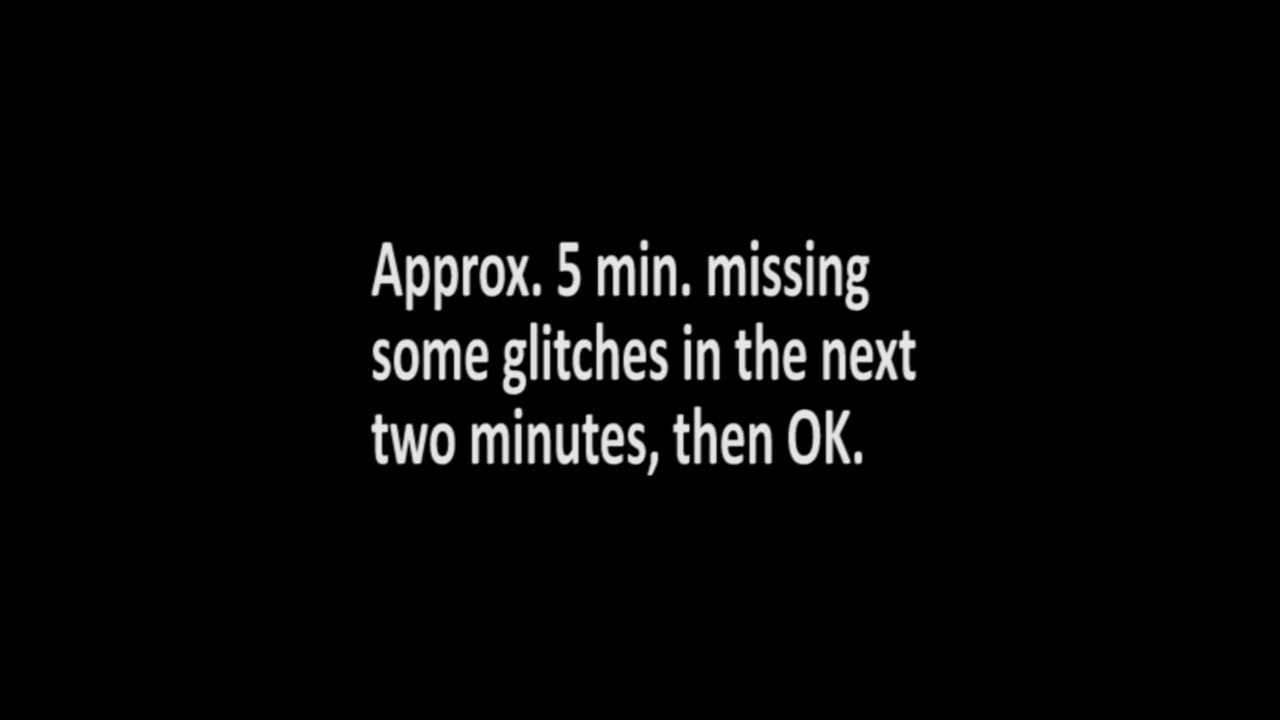 Approx. 5 min. missing
some glitches in the next
two minutes, then OK.